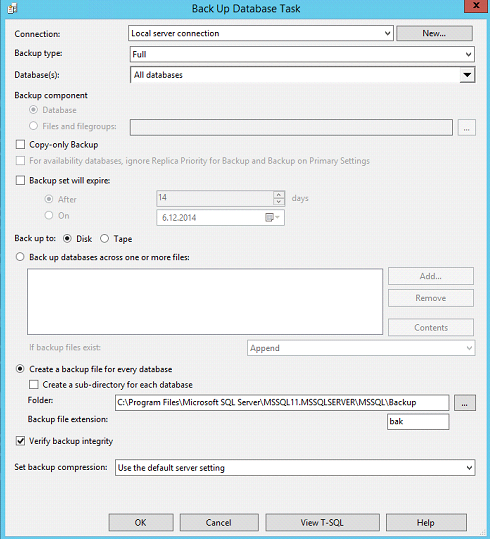 Back Up Database Task
x
Connection: Local server connection New...
Backup type: Full
Database(s): All databases
Backup component
Database
Files and filegroups: ...
Copy-only Backup
For availability databases, ignore Replica Priority for Backup and Backup on Primary Settings
Backup set will expire:
After 14 days
On 6.12.2014
Back up to: Disk Tape
Back up databases across one or more files:
Add...
Remove
Contents
If backup files exist: Append
Create a backup file for every database
Create a sub-directory for each database
Folder: C:\Program Files\Microsoft SQL Server\MSSQL11.MSSQLSERVER\MSSQL\Backup ...
Backup file extension: bak
Verify backup integrity
Set backup compression: Use the default server setting
OK Cancel View T-SQL Help